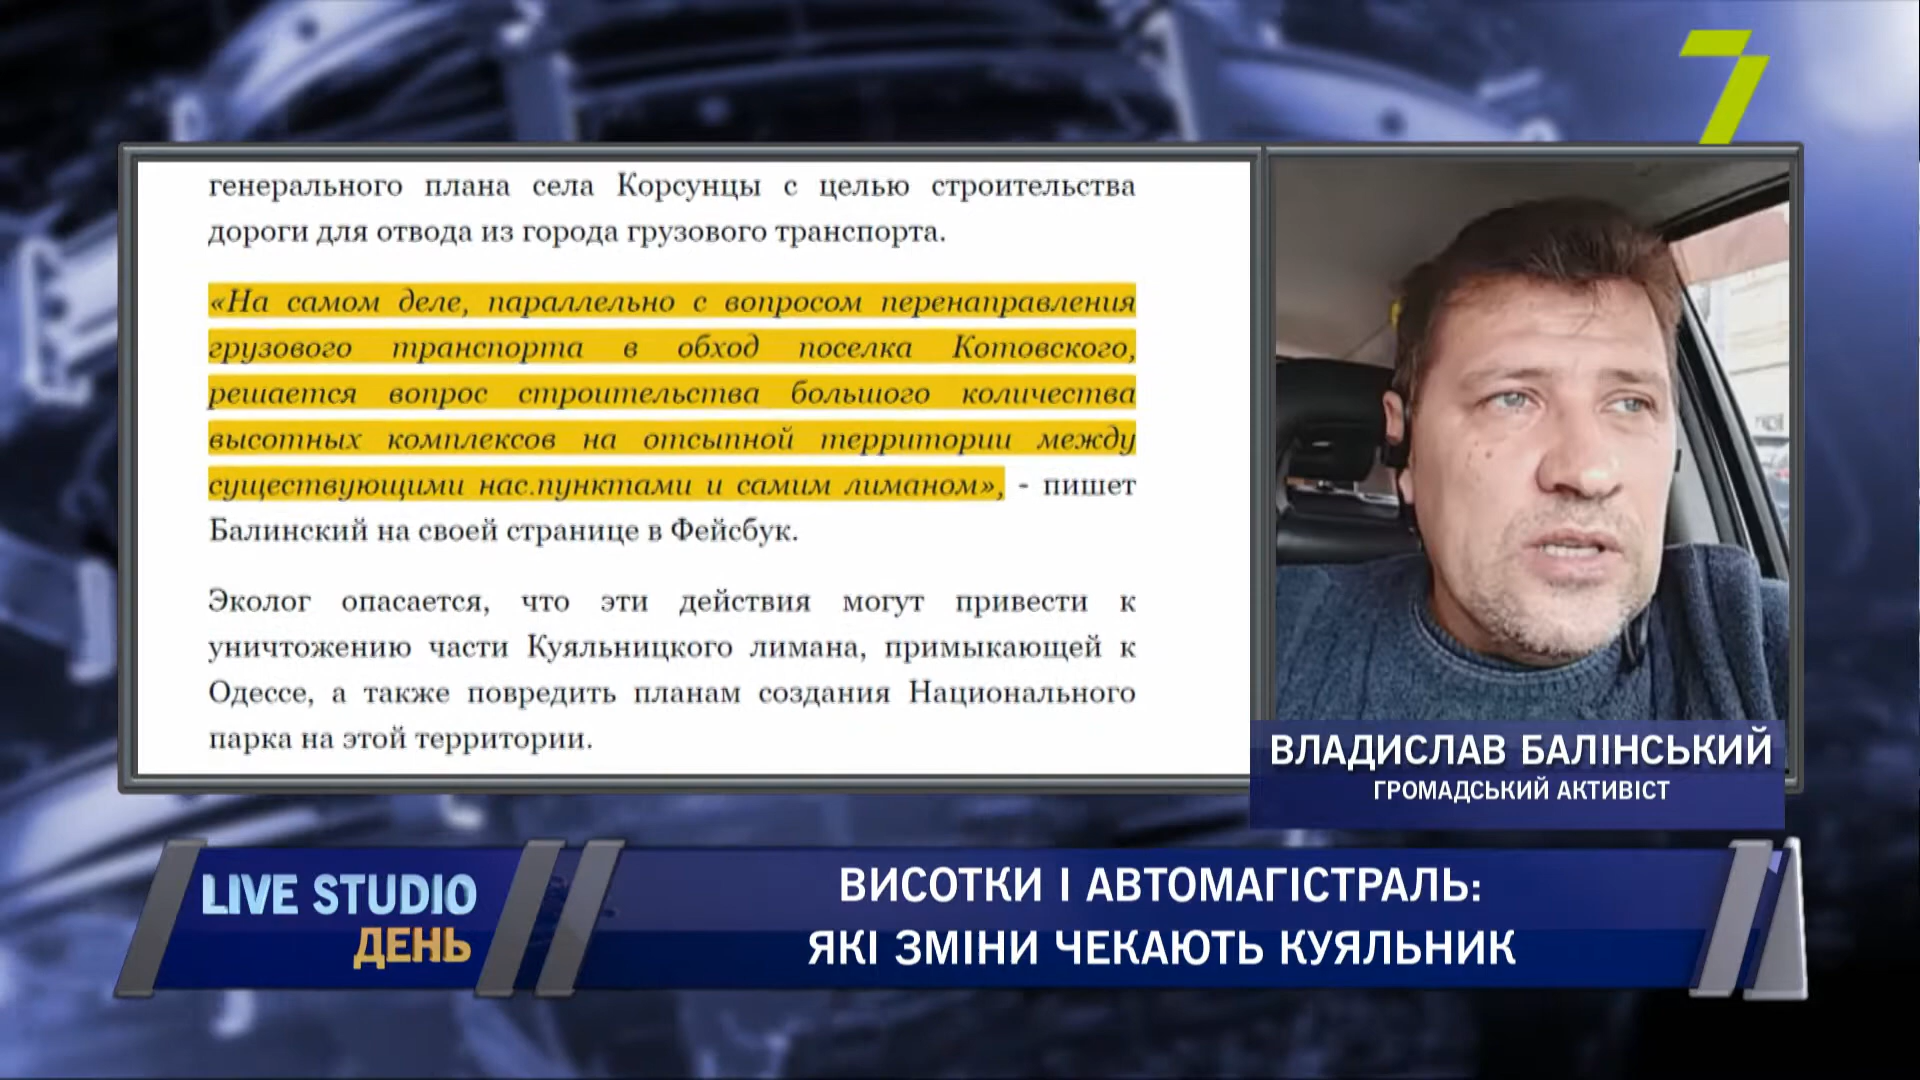 7
генерального плана села Корсунцы с целью строительства
дороги для отвода из города грузового транспорта.
«На самом деле, параллельно с вопросом перенаправления
грузового транспорта в обход поселка Котовского,
решается вопрос строительства большого количества
высотных комплексов на отсыпной территории между
существующими нас.пунктами и самим лиманом», - пишет
Балинский на своей странице в Фейсбук.
Эколог опасается, что эти действия могут привести к
уничтожению части Куяльницкого лимана, примыкающей к
Одессе, а также повредить планам создания Национального
парка на этой территории.
ВЛАДИСЛАВ БАЛІНСЬКИЙ
ГРОМАДСЬКИЙ АКТИВІСТ
LIVE STUDIO
ДЕНЬ
ВИСОТКИ І АВТОМАГІСТРАЛЬ:
ЯКІ ЗМІНИ ЧЕКАЮТЬ КУЯЛЬНИК